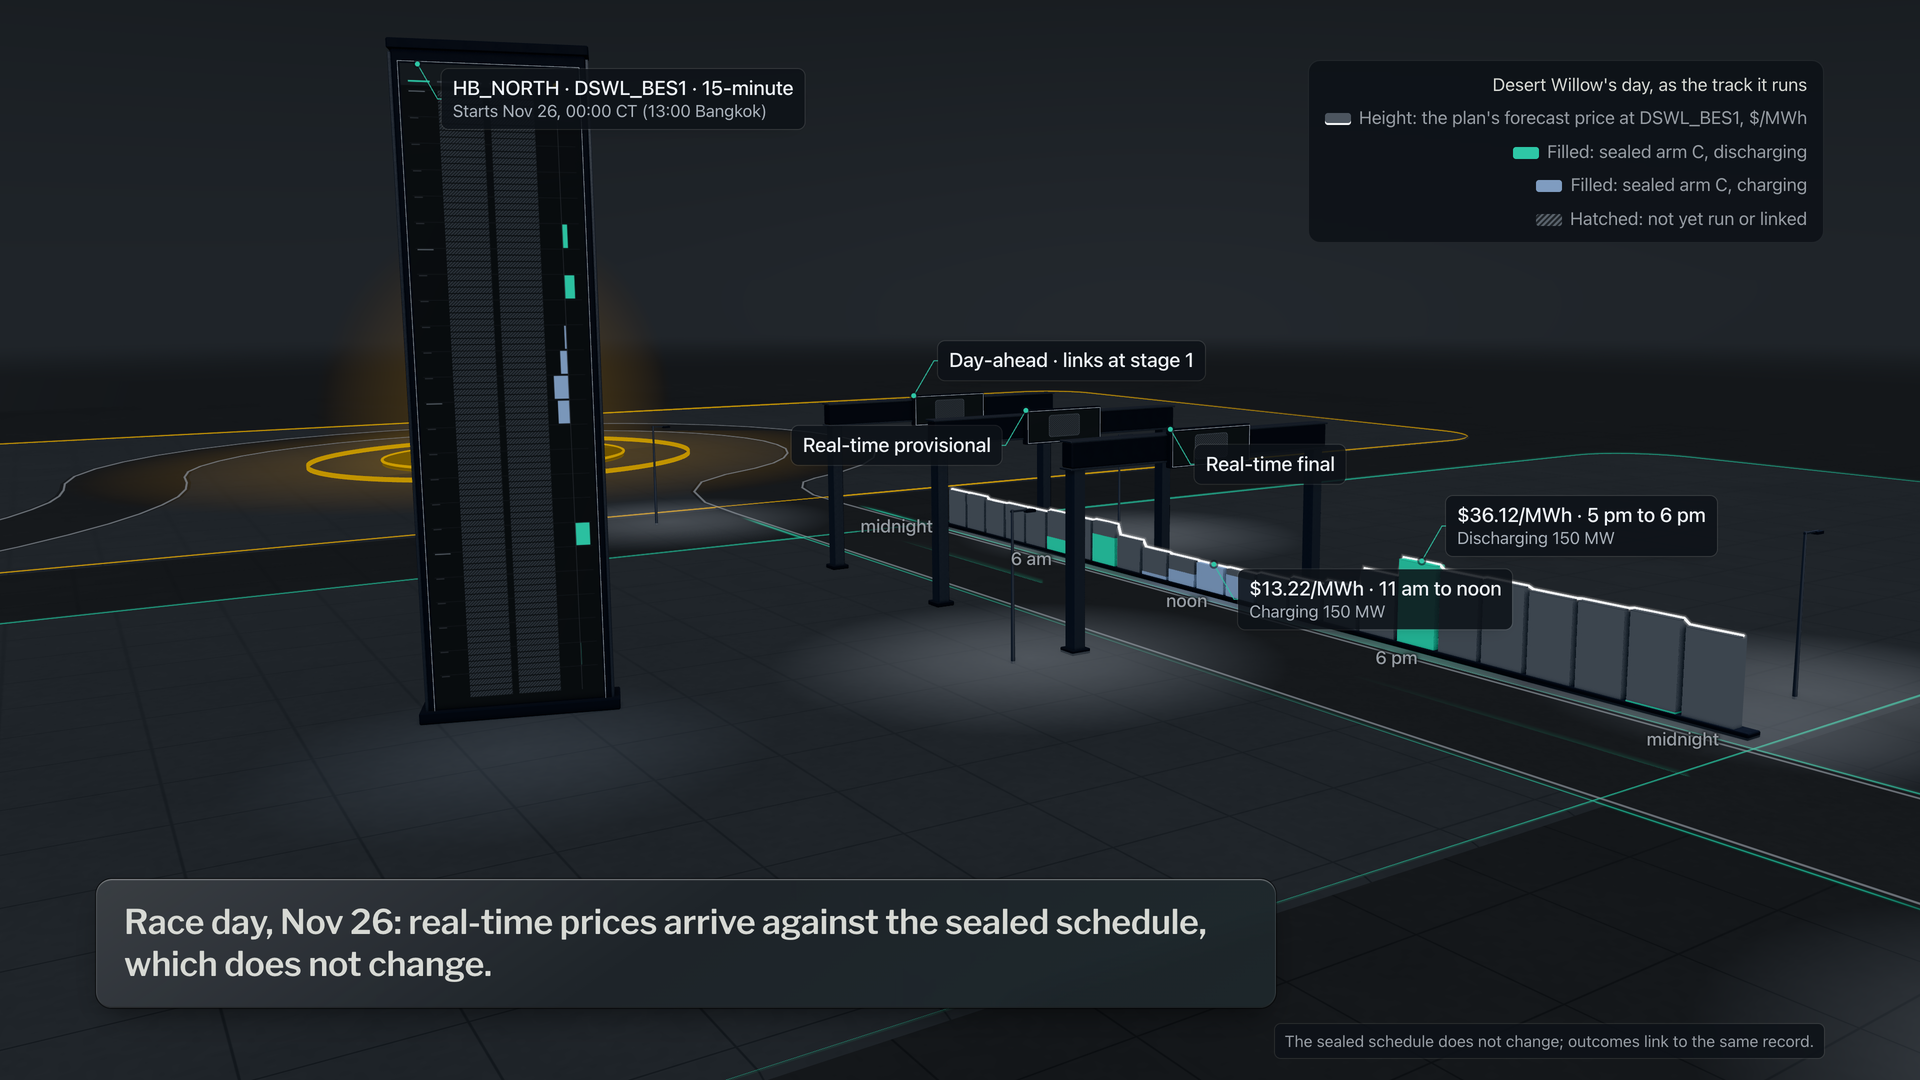 HB_NORTH · DSWL_BES1 · 15-minute
Starts Nov 26, 00:00 CT (13:00 Bangkok)
Desert Willow's day, as the track it runs
Height: the plan's forecast price at DSWL_BES1, $/MWh
Filled: sealed arm C, discharging
Filled: sealed arm C, charging
Hatched: not yet run or linked
Day-ahead · links at stage 1
Real-time provisional
Real-time final
midnight
6 am
noon
6 pm
midnight
$36.12/MWh · 5 pm to 6 pm
Discharging 150 MW
$13.22/MWh · 11 am to noon
Charging 150 MW
Race day, Nov 26: real-time prices arrive against the sealed schedule,
which does not change.
The sealed schedule does not change; outcomes link to the same record.